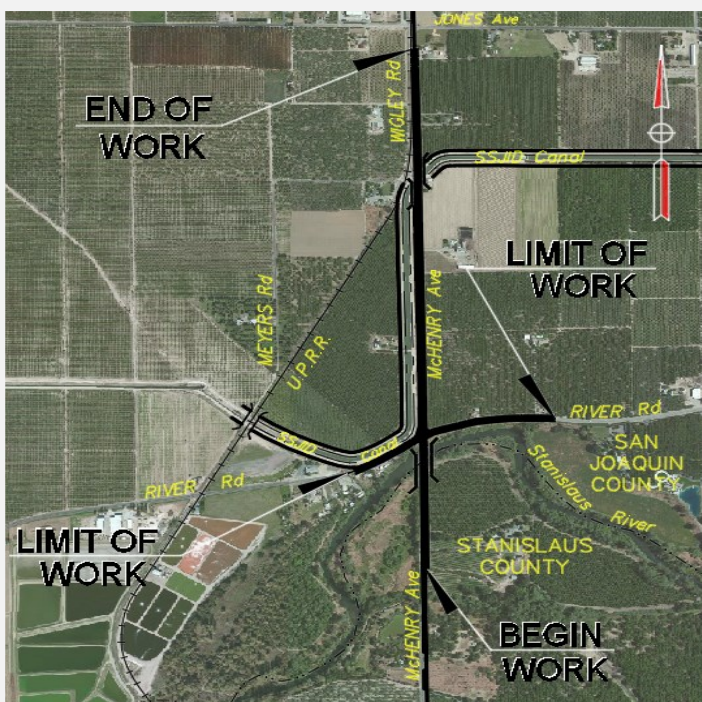 JONES Ave
WIGLEY Rd
END OF
WORK
SSJID Canal
LIMIT OF
WORK
MEYERS Rd
U.P.R.R.
McHENRY Ave
RIVER Rd
SAN
JOAQUIN
COUNTY
SSJID Canal
Stanislaus River
RIVER Rd
LIMIT OF
WORK
STANISLAUS
COUNTY
McHENRY Ave
BEGIN
WORK